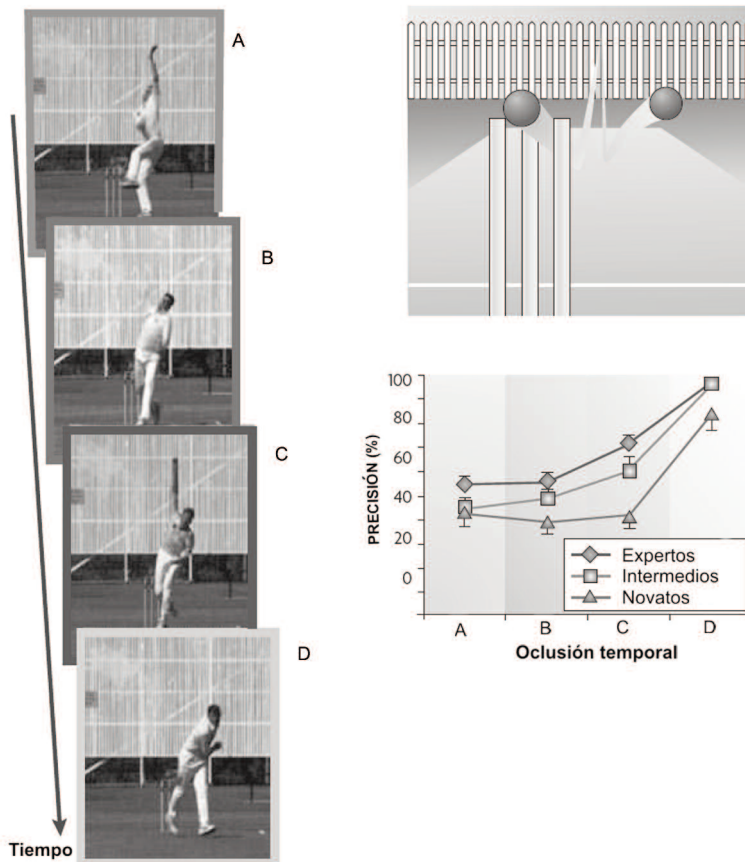 A
B
C
D
Tiempo
PRECISIÓN (%)
100
80
60
40
20
0
Expertos
Intermedios
Novatos
A
B
C
D
Oclusión temporal